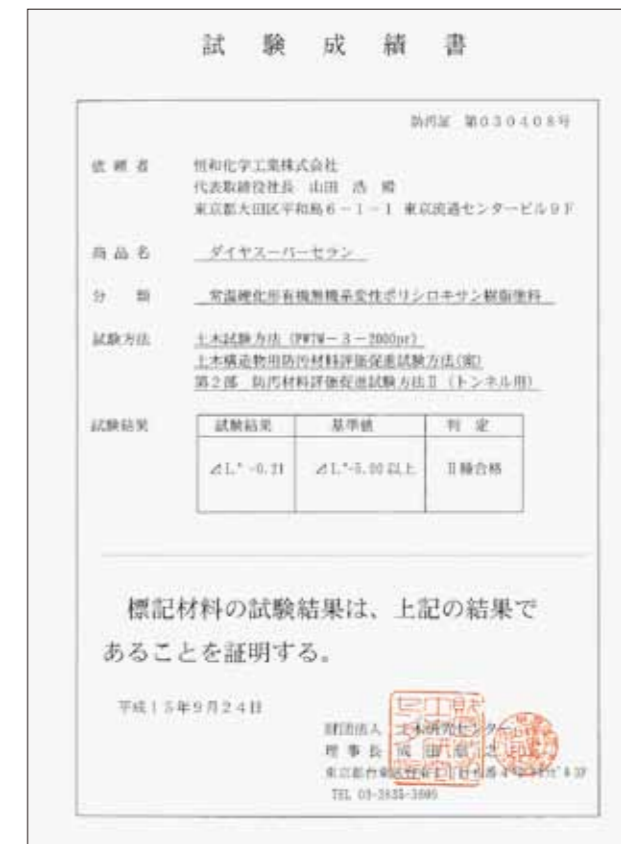 試験成績書
防汚証 第030408号
依頼者 恒和化学工業株式会社
代表取締役社長 山田 浩 殿
東京都大田区平和島6-1-1 東京流通センタービル9F
商品名 ダイヤスーパーセラン
分 類 常温硬化形有機無機系変性ポリシロキサン樹脂塗料
試験方法 土木試験方法(PWTM-3-2000pr)
土木構造物用防汚材料評価促進試験方法(案)
第2部 防汚材料評価促進試験方法Ⅱ(トンネル用)
試験結果 試験結果 基準値 判 定
⊿L*-0.21 ⊿L*-5.00以上 Ⅱ種合格
標記材料の試験結果は、上記の結果で
あることを証明する。
平成15年9月24日
財団法人 土木研究センター
理事長
東京都台東区
TEL 03-3835-3609